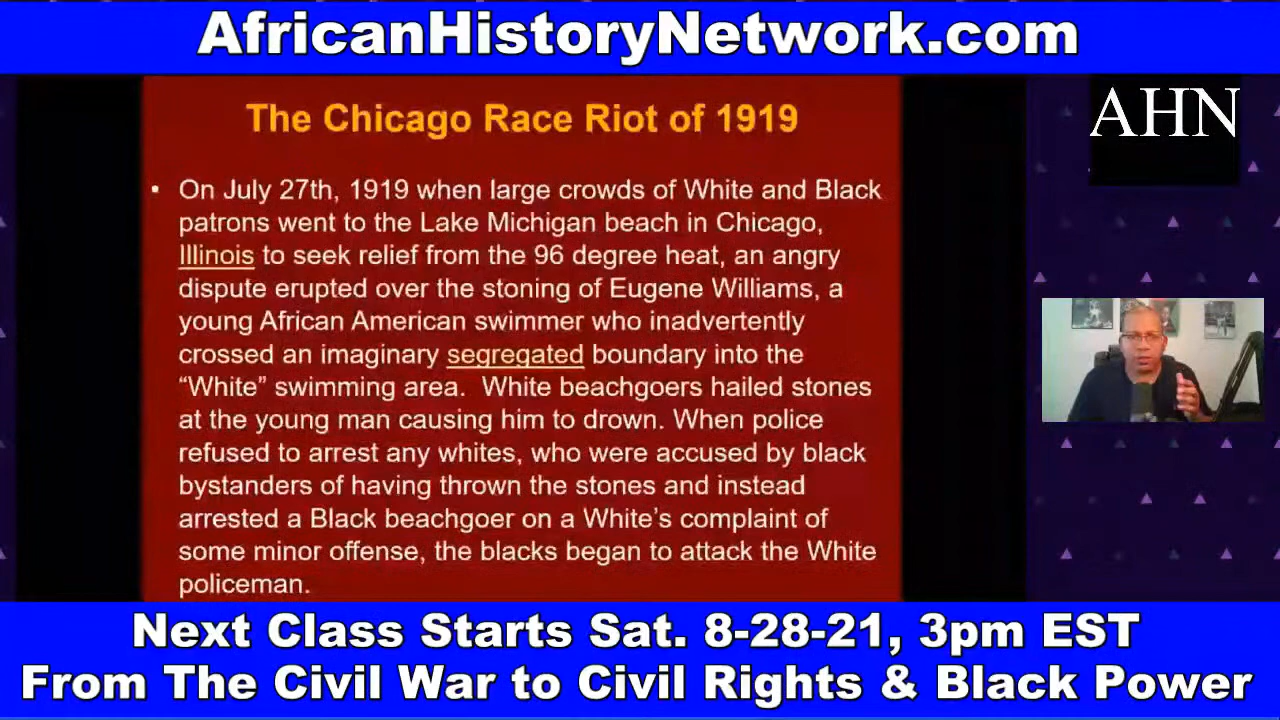 AfricanHistoryNetwork.com
AHN
The Chicago Race Riot of 1919
• On July 27th, 1919 when large crowds of White and Black
patrons went to the Lake Michigan beach in Chicago,
Illinois to seek relief from the 96 degree heat, an angry
dispute erupted over the stoning of Eugene Williams, a
young African American swimmer who inadvertently
crossed an imaginary segregated boundary into the
“White” swimming area.  White beachgoers hailed stones
at the young man causing him to drown. When police
refused to arrest any whites, who were accused by black
bystanders of having thrown the stones and instead
arrested a Black beachgoer on a White’s complaint of
some minor offense, the blacks began to attack the White
policeman.
Next Class Starts Sat. 8-28-21, 3pm EST
From The Civil War to Civil Rights & Black Power